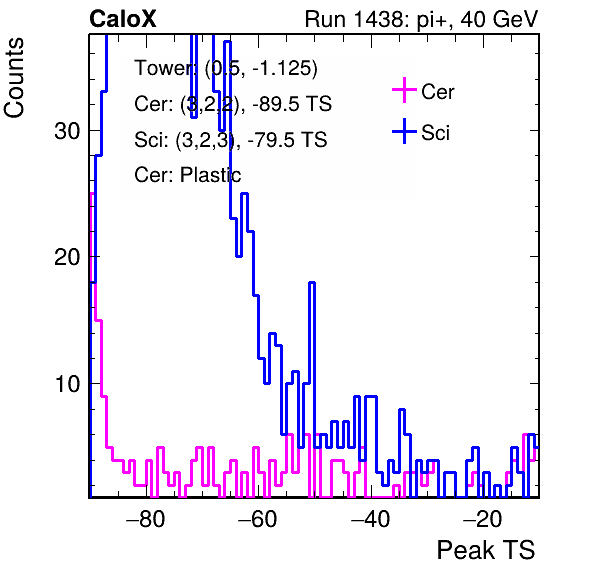 CaloX Run 1438: pi+, 40 GeV
Counts
Tower: (0.5, -1.125)
Cer: (3,2,2), -89.5 TS
Sci: (3,2,3), -79.5 TS
Cer: Plastic
Cer
Sci
30
20
10
−80 −60 −40 −20
Peak TS